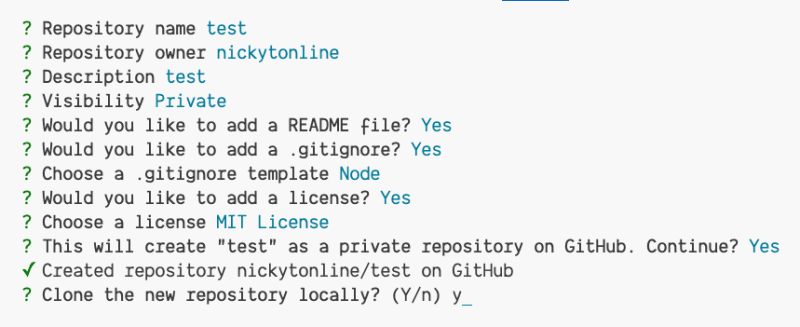 ? Repository name test
? Repository owner nickytonline
? Description test
? Visibility Private
? Would you like to add a README file? Yes
? Would you like to add a .gitignore? Yes
? Choose a .gitignore template Node
? Would you like to add a license? Yes
? Choose a license MIT License
? This will create "test" as a private repository on GitHub. Continue? Yes
✓ Created repository nickytonline/test on GitHub
? Clone the new repository locally? (Y/n) y_